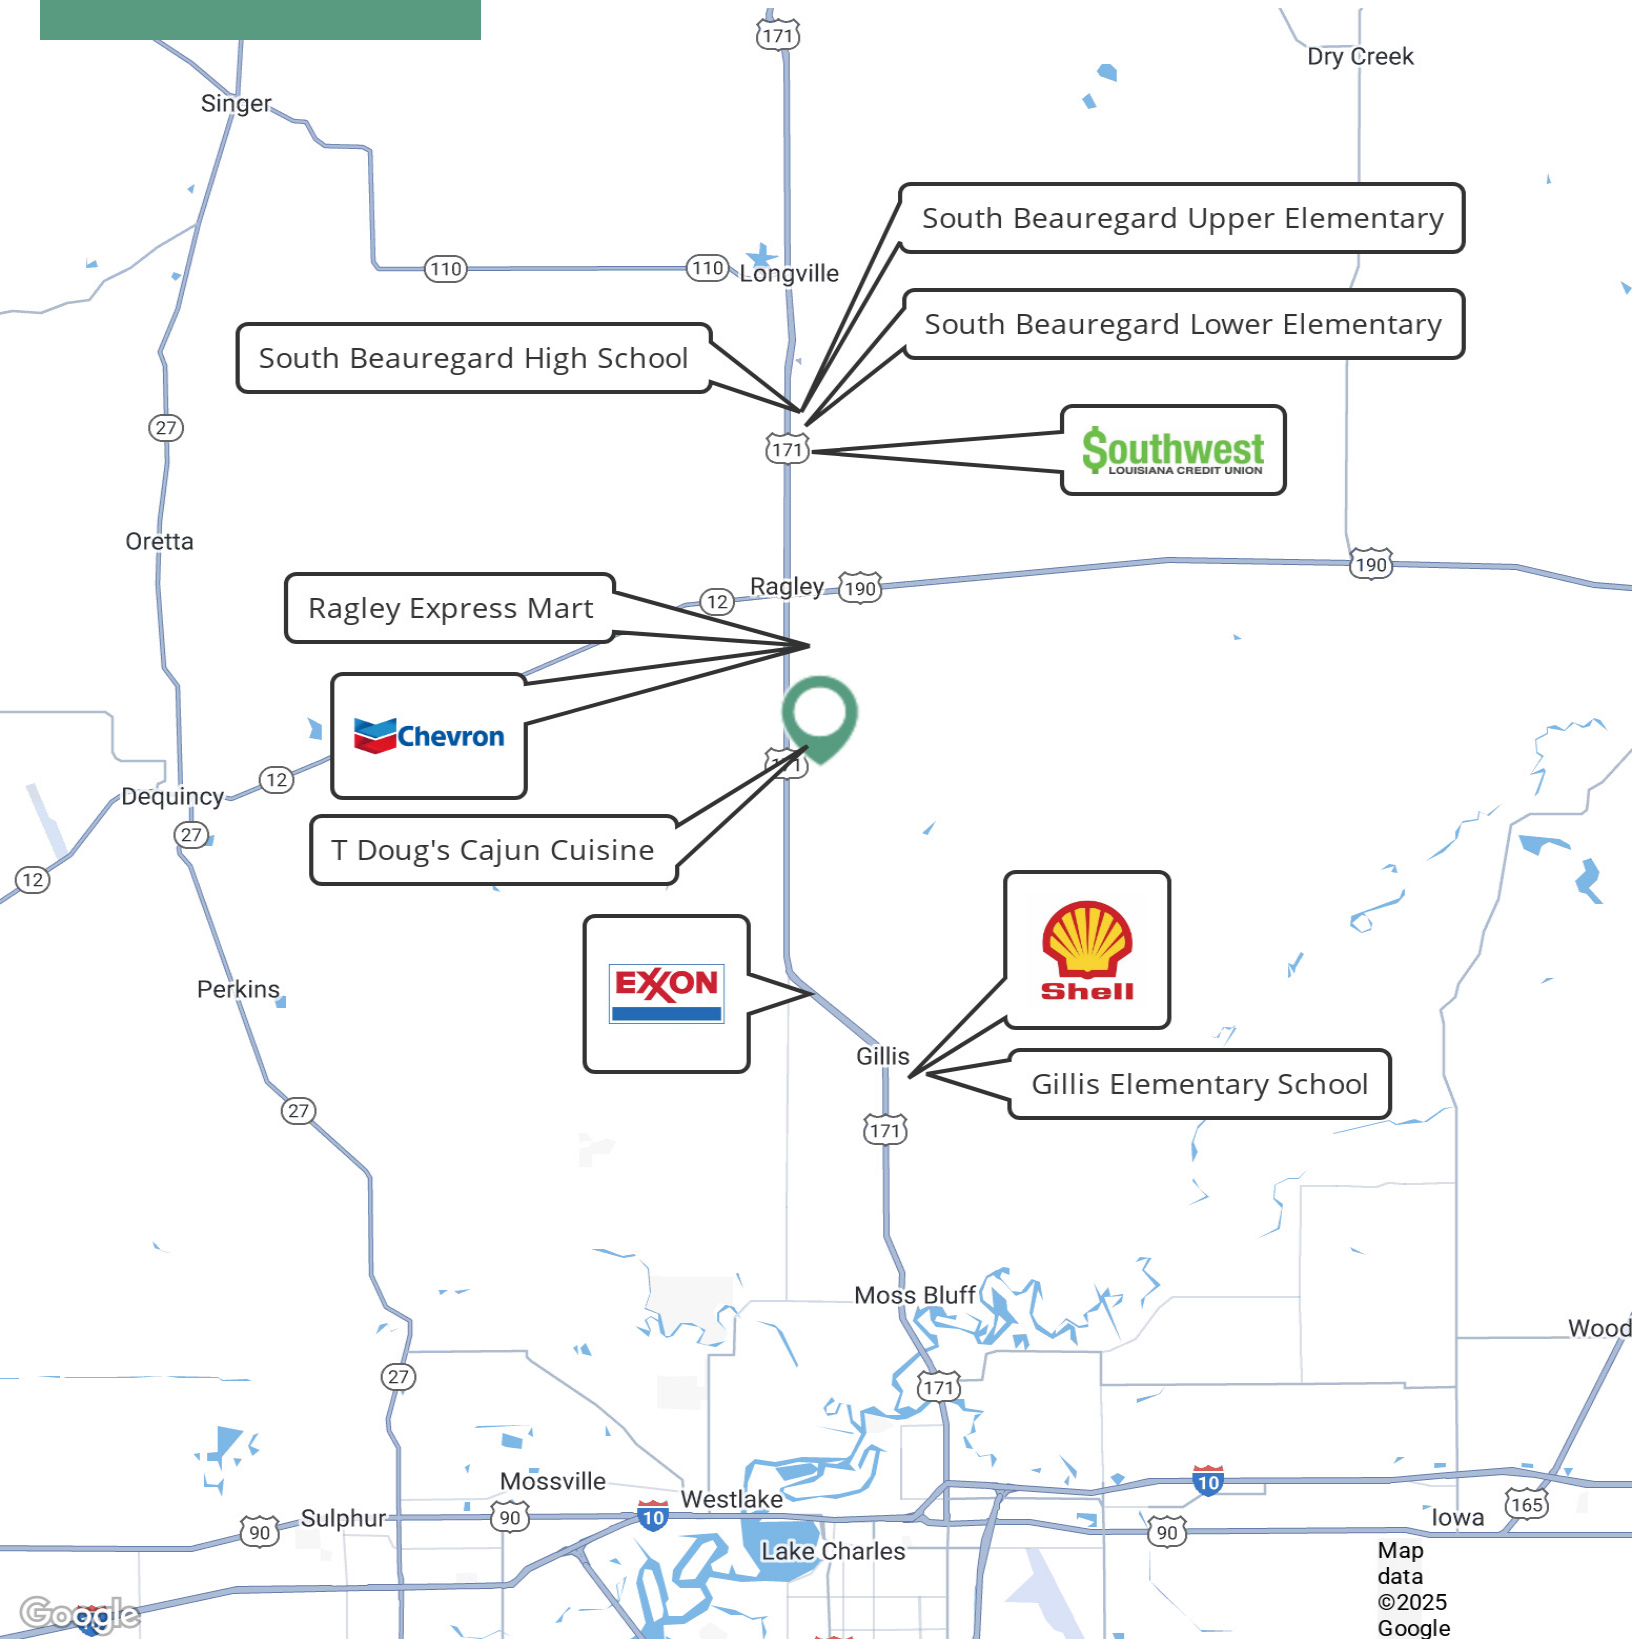 171
Dry Creek
Singer
South Beauregard Upper Elementary
110
110
Longville
South Beauregard Lower Elementary
South Beauregard High School
27
171
$outhwest
LOUISIANA CREDIT UNION
Oretta
190
Ragley
190
12
Ragley Express Mart
Chevron
171
12
Dequincy
27
T Doug's Cajun Cuisine
12
EXXON
Shell
Perkins
Gillis
Gillis Elementary School
27
171
Moss Bluff
Wood
27
171
10
Mossville
Westlake
165
Sulphur
90
90
10
Iowa
90
Lake Charles
Map
data
©2025
Google
Google